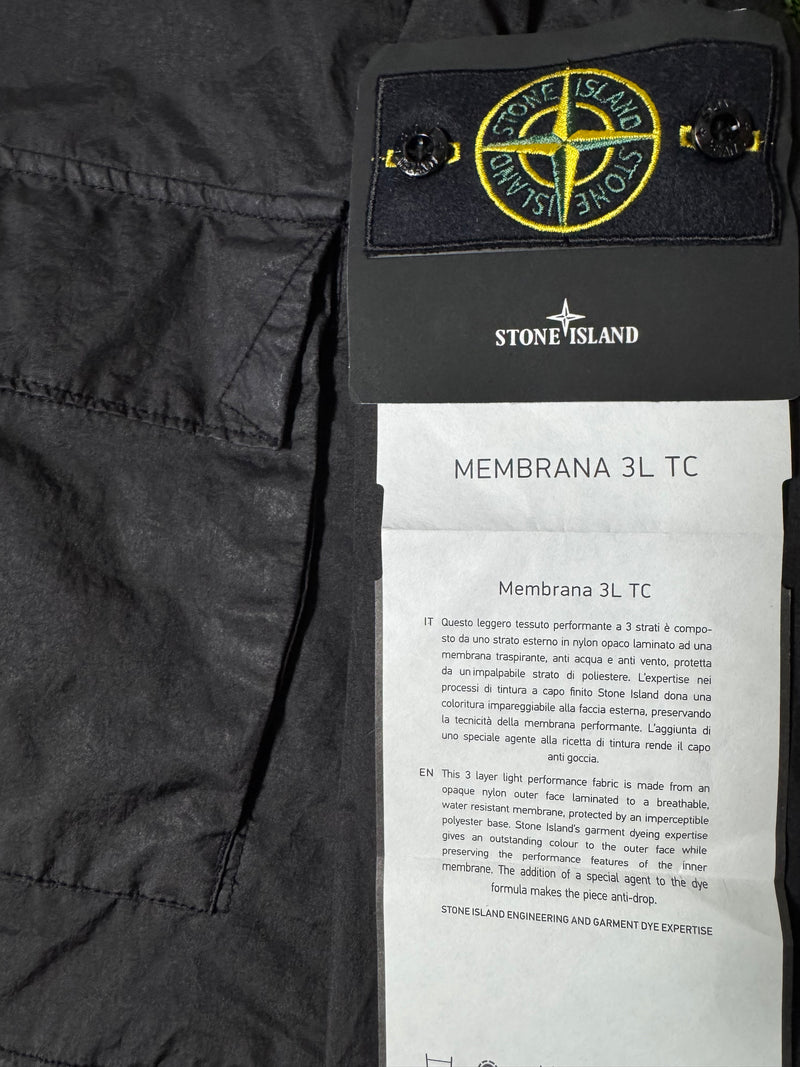 STONE ISLAND
STONE ISLAND
STONE ISLAND
MEMBRANA 3L TC
Membrana 3L TC
IT Questo leggero tessuto performante a 3 strati è compo-
sto da uno strato esterno in nylon opaco laminato ad una
membrana traspirante, anti acqua e anti vento, protetta
da un impalpabile strato di poliestere. L'expertise nei
processi di tintura a capo finito Stone Island dona una
coloritura impareggiabile alla faccia esterna, preservando
la tecnicità della membrana performante. L'aggiunta di
uno speciale agente alla ricetta di tintura rende il capo
anti goccia.
EN This 3 layer light performance fabric is made from an
opaque nylon outer face laminated to a breathable,
water resistant membrane, protected by an imperceptible
polyester base. Stone Island's garment dyeing expertise
gives an outstanding colour to the outer face while
preserving the performance features of the inner
membrane. The addition of a special agent to the dye
formula makes the piece anti-drop.
STONE ISLAND ENGINEERING AND GARMENT DYE EXPERTISE